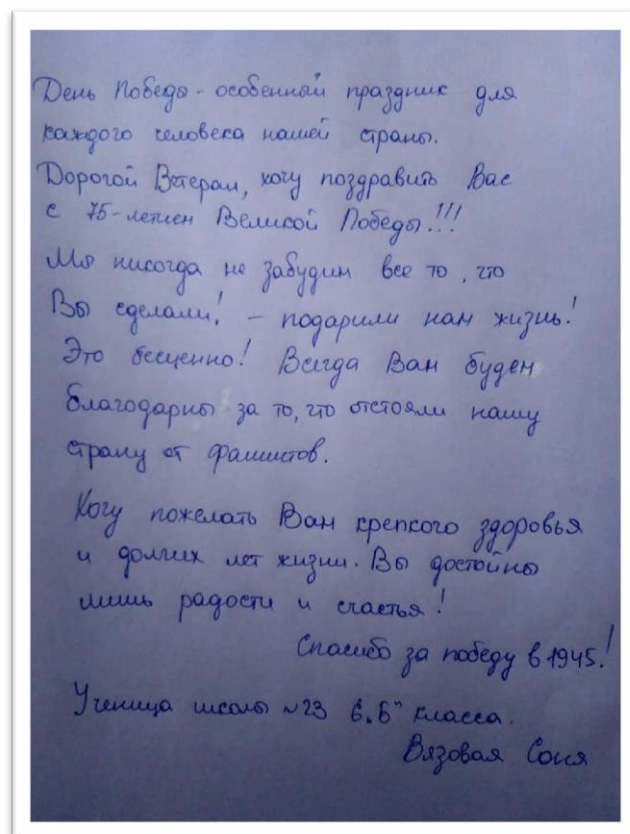 День Победы - особенный праздник для
каждого человека нашей страны.
Дорогой Ветеран, хочу поздравить Вас
с 75-летием Великой Победы!!!
Мы никогда не забудим все то, что
Вы сделали! - подарили нам жизнь!
Это бесценно! Всегда Вам будем
благодарны за то, что отстояли нашу
страну от фашистов.
Хочу пожелать Вам крепкого здоровья
и долгих лет жизни. Вы достойны
лишь радости и счастья!
Спасибо за победу в 1945!
Ученица школы №23 6„Б" класса.
Вязовая Соня